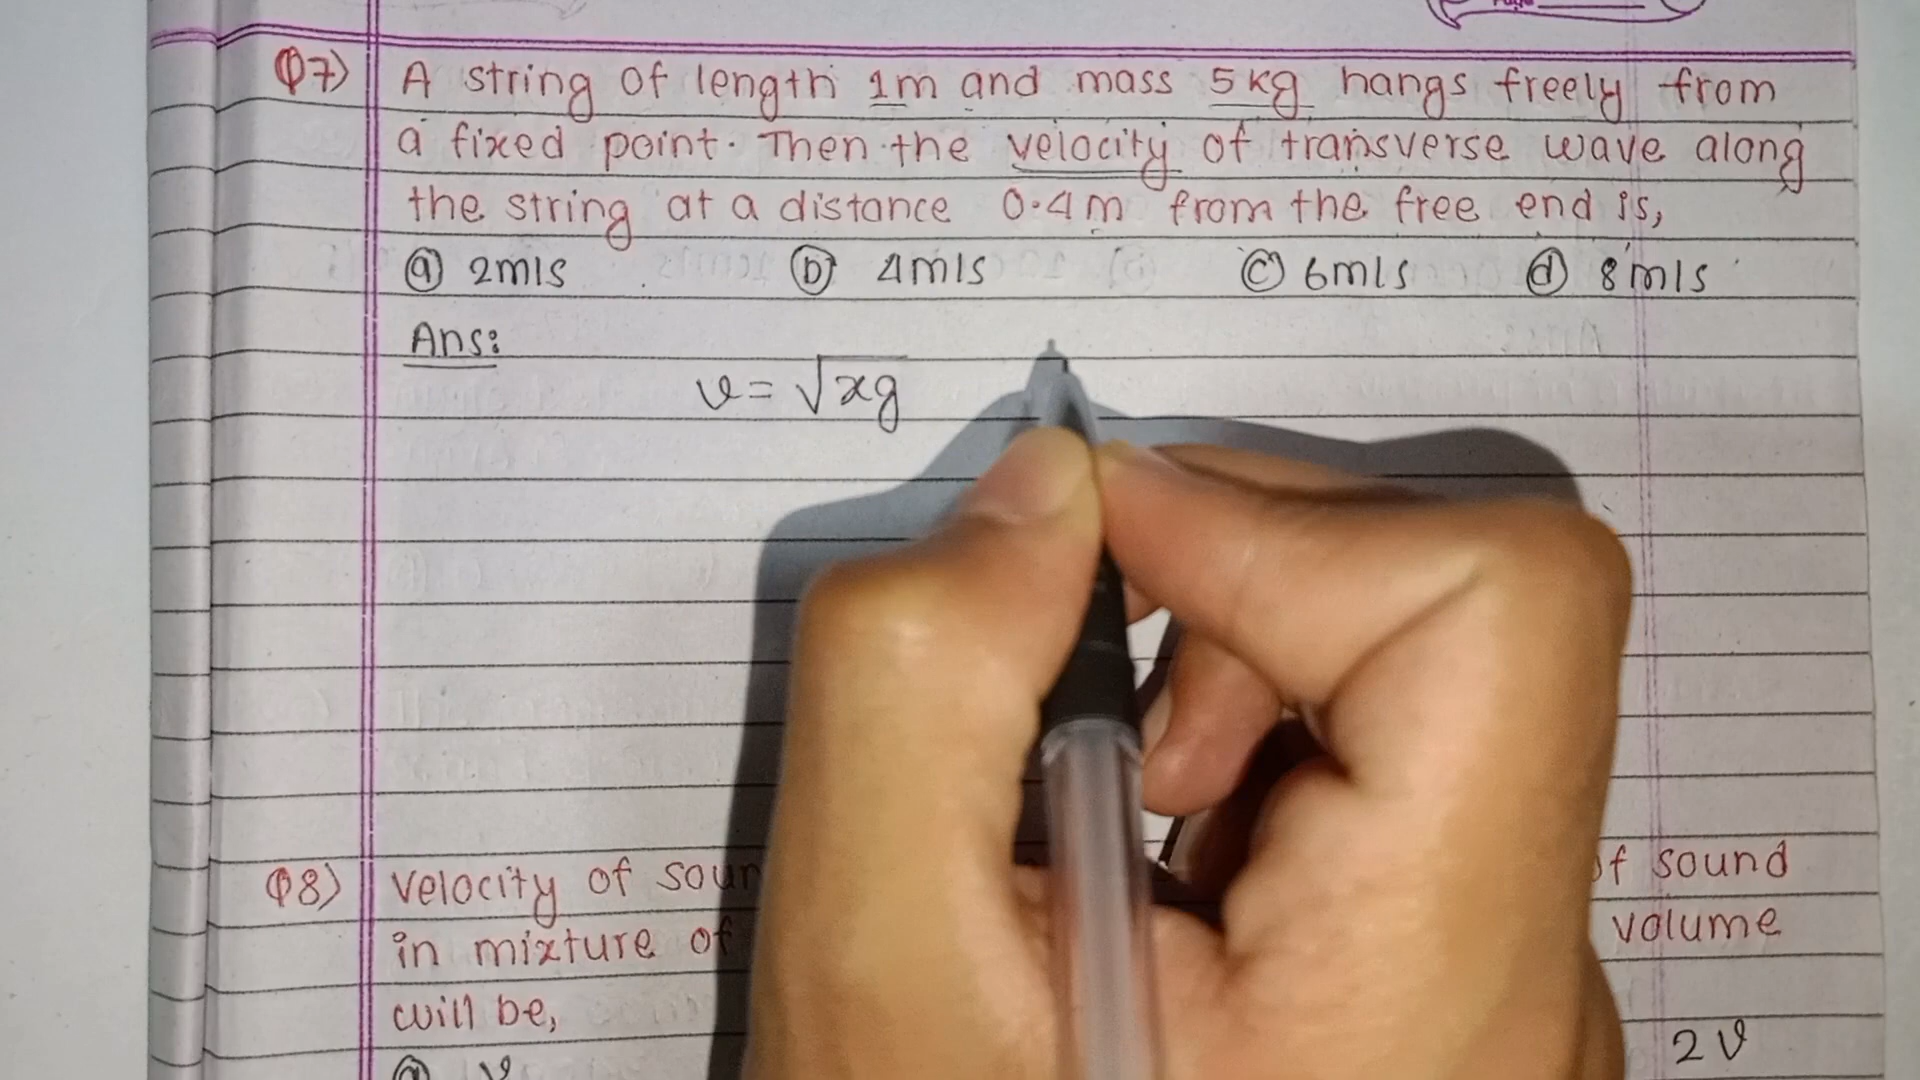 Q7) A string of length 1m and mass 5kg hangs freely from
a fixed point. Then the velocity of transverse wave along
the string at a distance 0.4m from the free end is,
ⓐ 2m/s ⓑ 4m/s ⓒ 6m/s ⓓ 8m/s
Ans:
v = √xg
Q8) Velocity of sound of sound
in mixture of volume
will be,
ⓐ v 2v